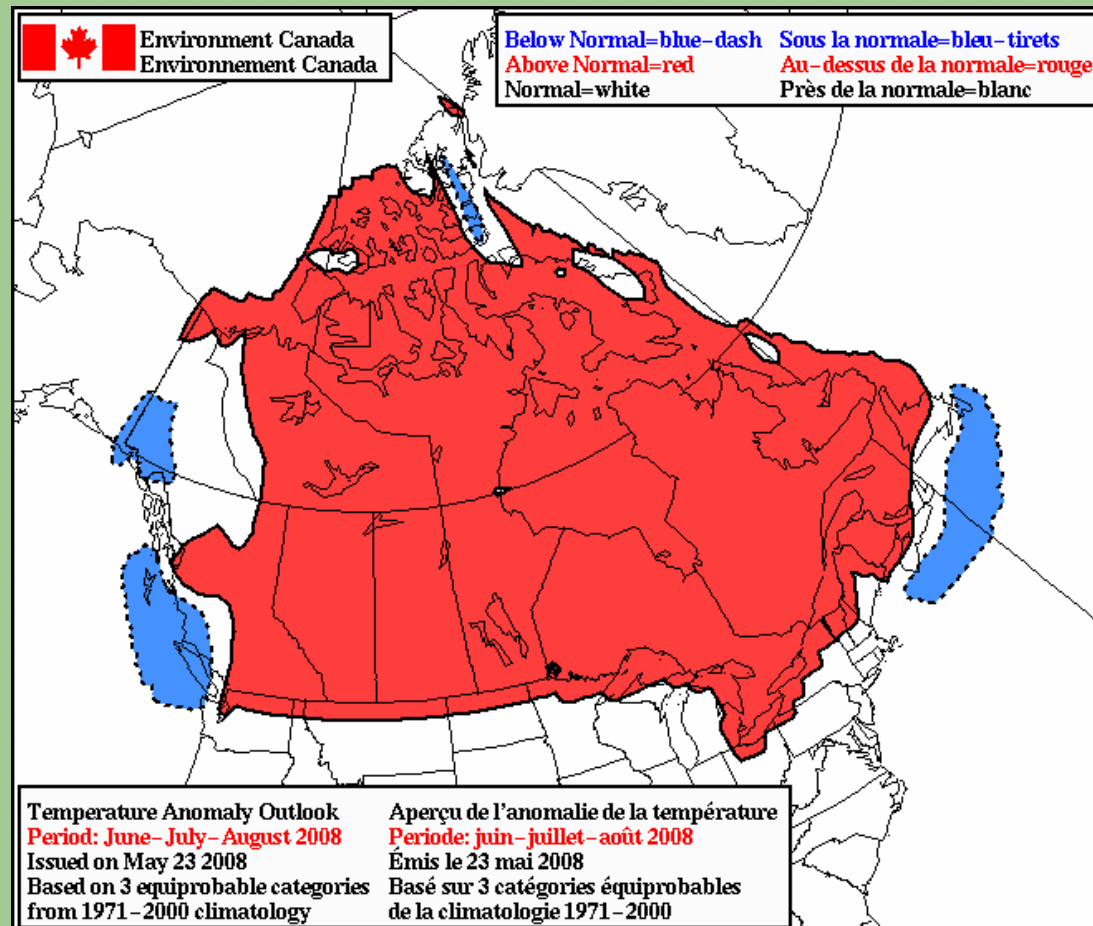 Environment Canada
Environnement Canada
Below Normal=blue-dash
Above Normal=red
Normal=white
Sous la normale=bleu-tirets
Au-dessus de la normale=rouge
Près de la normale=blanc
Temperature Anomaly Outlook
Period: June-July-August 2008
Issued on May 23 2008
Based on 3 equiprobable categories
from 1971-2000 climatology
Aperçu de l'anomalie de la température
Periode: juin-juillet-août 2008
Émis le 23 mai 2008
Basé sur 3 catégories équiprobables
de la climatologie 1971-2000